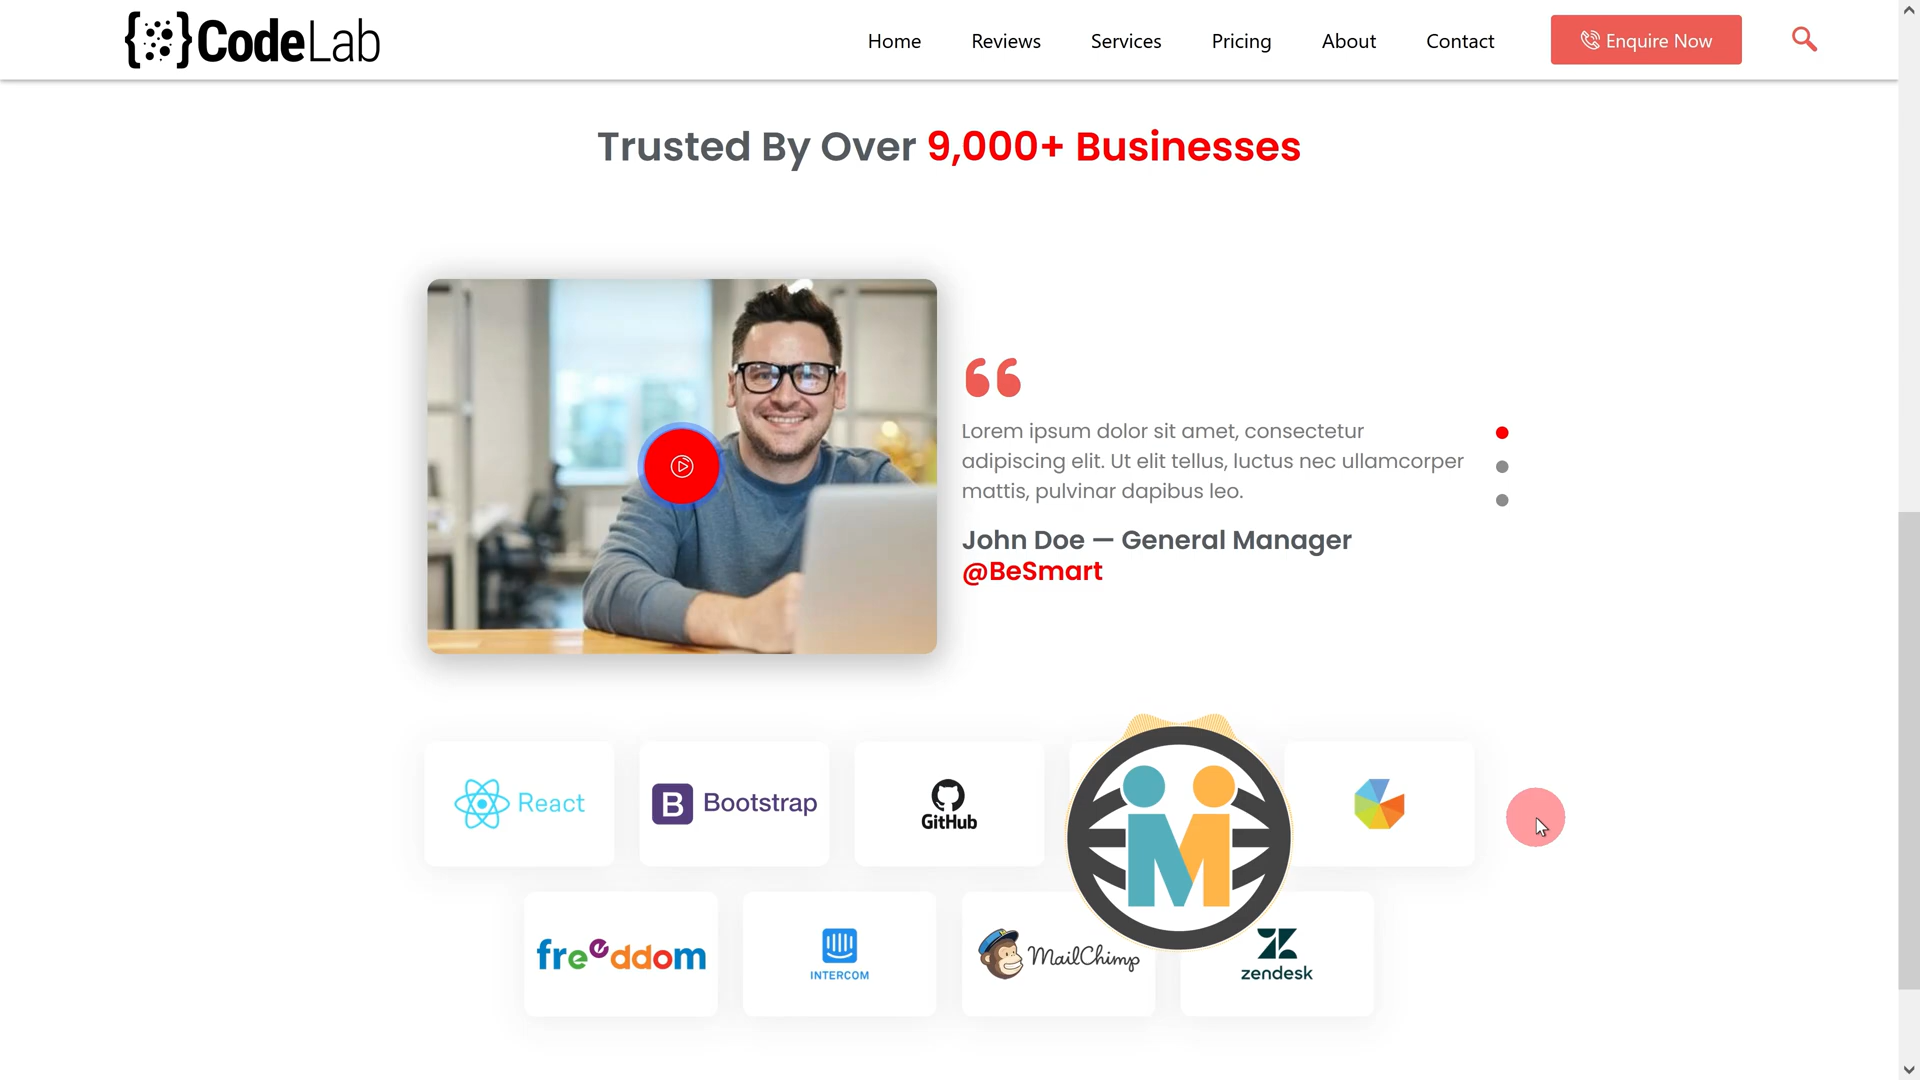 { } CodeLab
Home Reviews Services Pricing About Contact Enquire Now
Trusted By Over 9,000+ Businesses
Lorem ipsum dolor sit amet, consectetur
adipiscing elit. Ut elit tellus, luctus nec ullamcorper
mattis, pulvinar dapibus leo.
John Doe — General Manager
@BeSmart
React
B Bootstrap
GitHub
M
freeddom
INTERCOM
MailChimp
zendesk